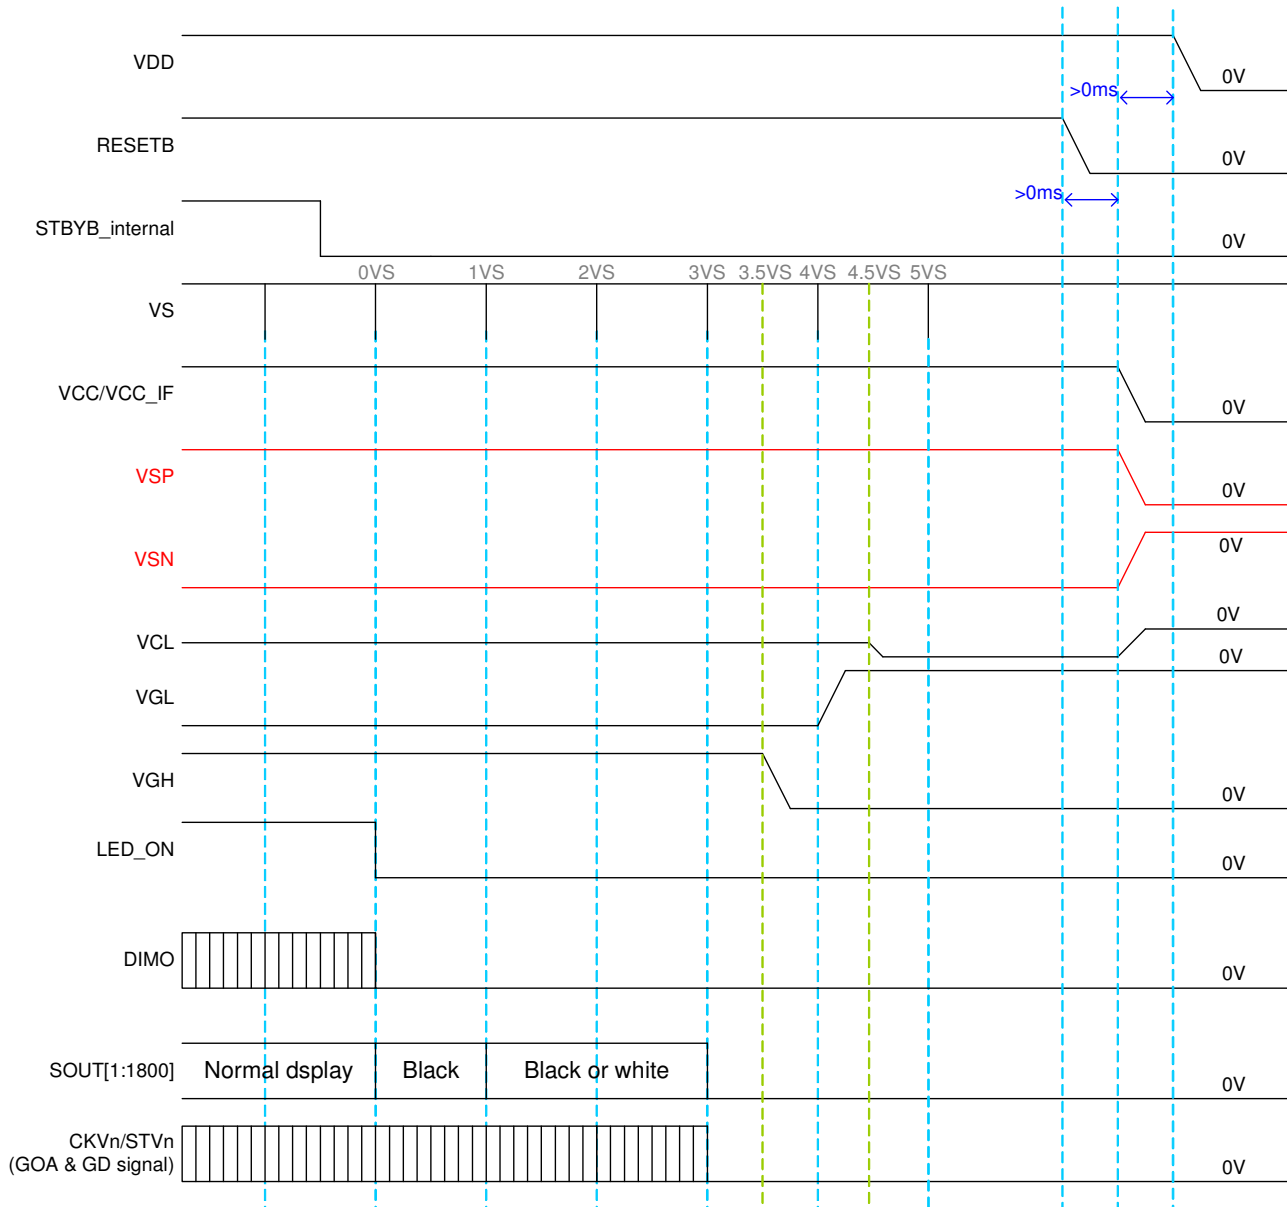 VDD
0V
>0ms
RESETB
0V
>0ms
STBYB_internal
0V
0VS 1VS 2VS 3VS 3.5VS 4VS 4.5VS 5VS
VS
VCC/VCC_IF
0V
VSP
0V
VSN
0V
0V
VCL
0V
VGL
VGH
0V
LED_ON
0V
DIMO
0V
SOUT[1:1800] Normal dsplay Black Black or white
0V
CKVn/STVn
(GOA & GD signal)
0V